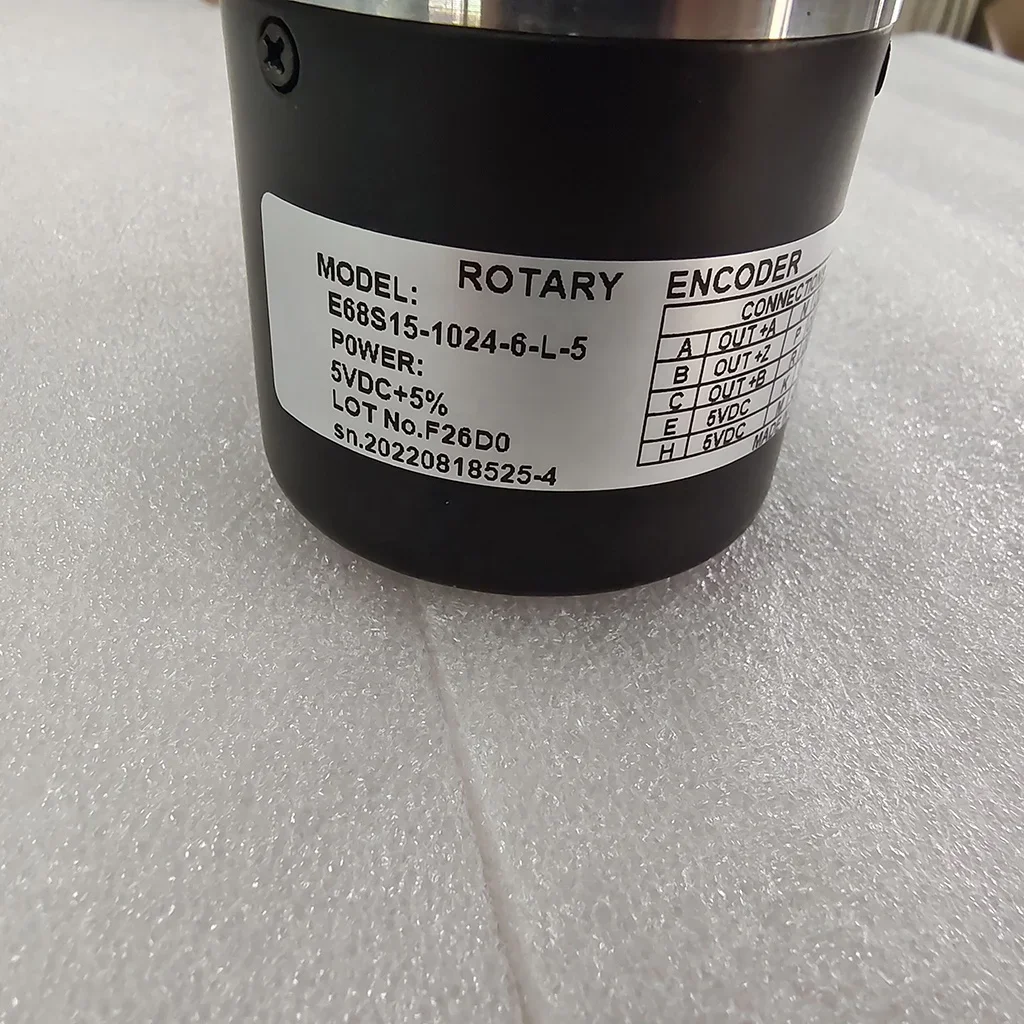 ROTARY ENCODER
MODEL:
E68S15-1024-6-L-5
POWER:
5VDC+5%
LOT No.F26D0
sn.20220818525-4
A OUT+A
B OUT+Z
C OUT+B
E 5VDC
H 5VDC